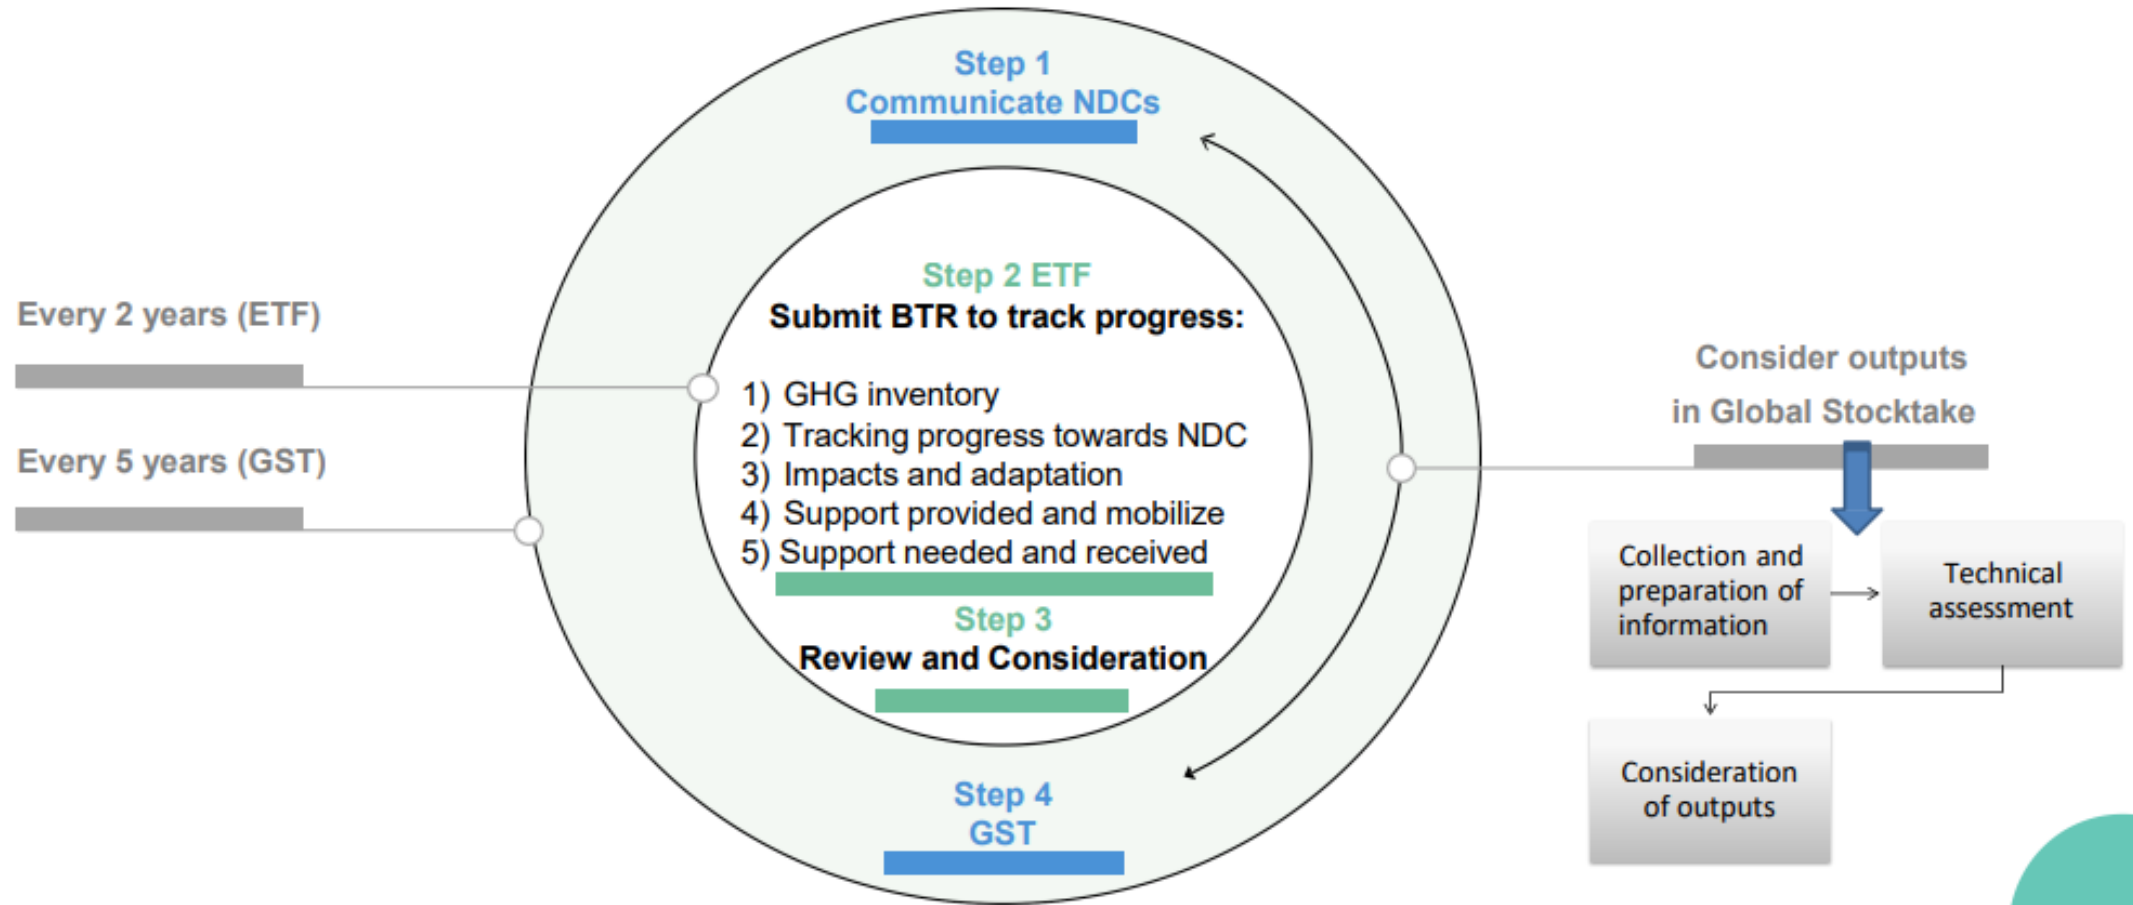 Step 1
Communicate NDCs
Step 2 ETF
Submit BTR to track progress:
1) GHG inventory
2) Tracking progress towards NDC
3) Impacts and adaptation
4) Support provided and mobilize
5) Support needed and received
Step 3
Review and Consideration
Step 4
GST
Every 2 years (ETF)
Every 5 years (GST)
Consider outputs
in Global Stocktake
Collection and
preparation of
information
Technical
assessment
Consideration
of outputs